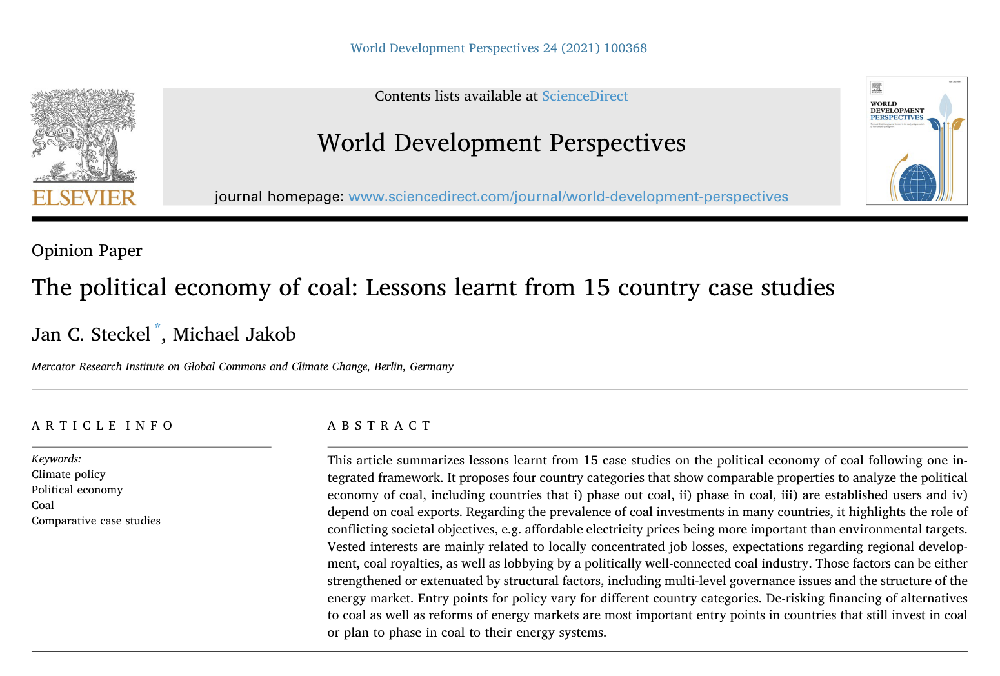 World Development Perspectives 24 (2021) 100368
NON SOLUS
ELSEVIER
Contents lists available at ScienceDirect
World Development Perspectives
journal homepage: www.sciencedirect.com/journal/world-development-perspectives
WORLD
DEVELOPMENT
PERSPECTIVES
Opinion Paper
The political economy of coal: Lessons learnt from 15 country case studies
Jan C. Steckel *, Michael Jakob
Mercator Research Institute on Global Commons and Climate Change, Berlin, Germany
ARTICLE INFO
Keywords:
Climate policy
Political economy
Coal
Comparative case studies
ABSTRACT
This article summarizes lessons learnt from 15 case studies on the political economy of coal following one in-
tegrated framework. It proposes four country categories that show comparable properties to analyze the political
economy of coal, including countries that i) phase out coal, ii) phase in coal, iii) are established users and iv)
depend on coal exports. Regarding the prevalence of coal investments in many countries, it highlights the role of
conflicting societal objectives, e.g. affordable electricity prices being more important than environmental targets.
Vested interests are mainly related to locally concentrated job losses, expectations regarding regional develop-
ment, coal royalties, as well as lobbying by a politically well-connected coal industry. Those factors can be either
strengthened or extenuated by structural factors, including multi-level governance issues and the structure of the
energy market. Entry points for policy vary for different country categories. De-risking financing of alternatives
to coal as well as reforms of energy markets are most important entry points in countries that still invest in coal
or plan to phase in coal to their energy systems.